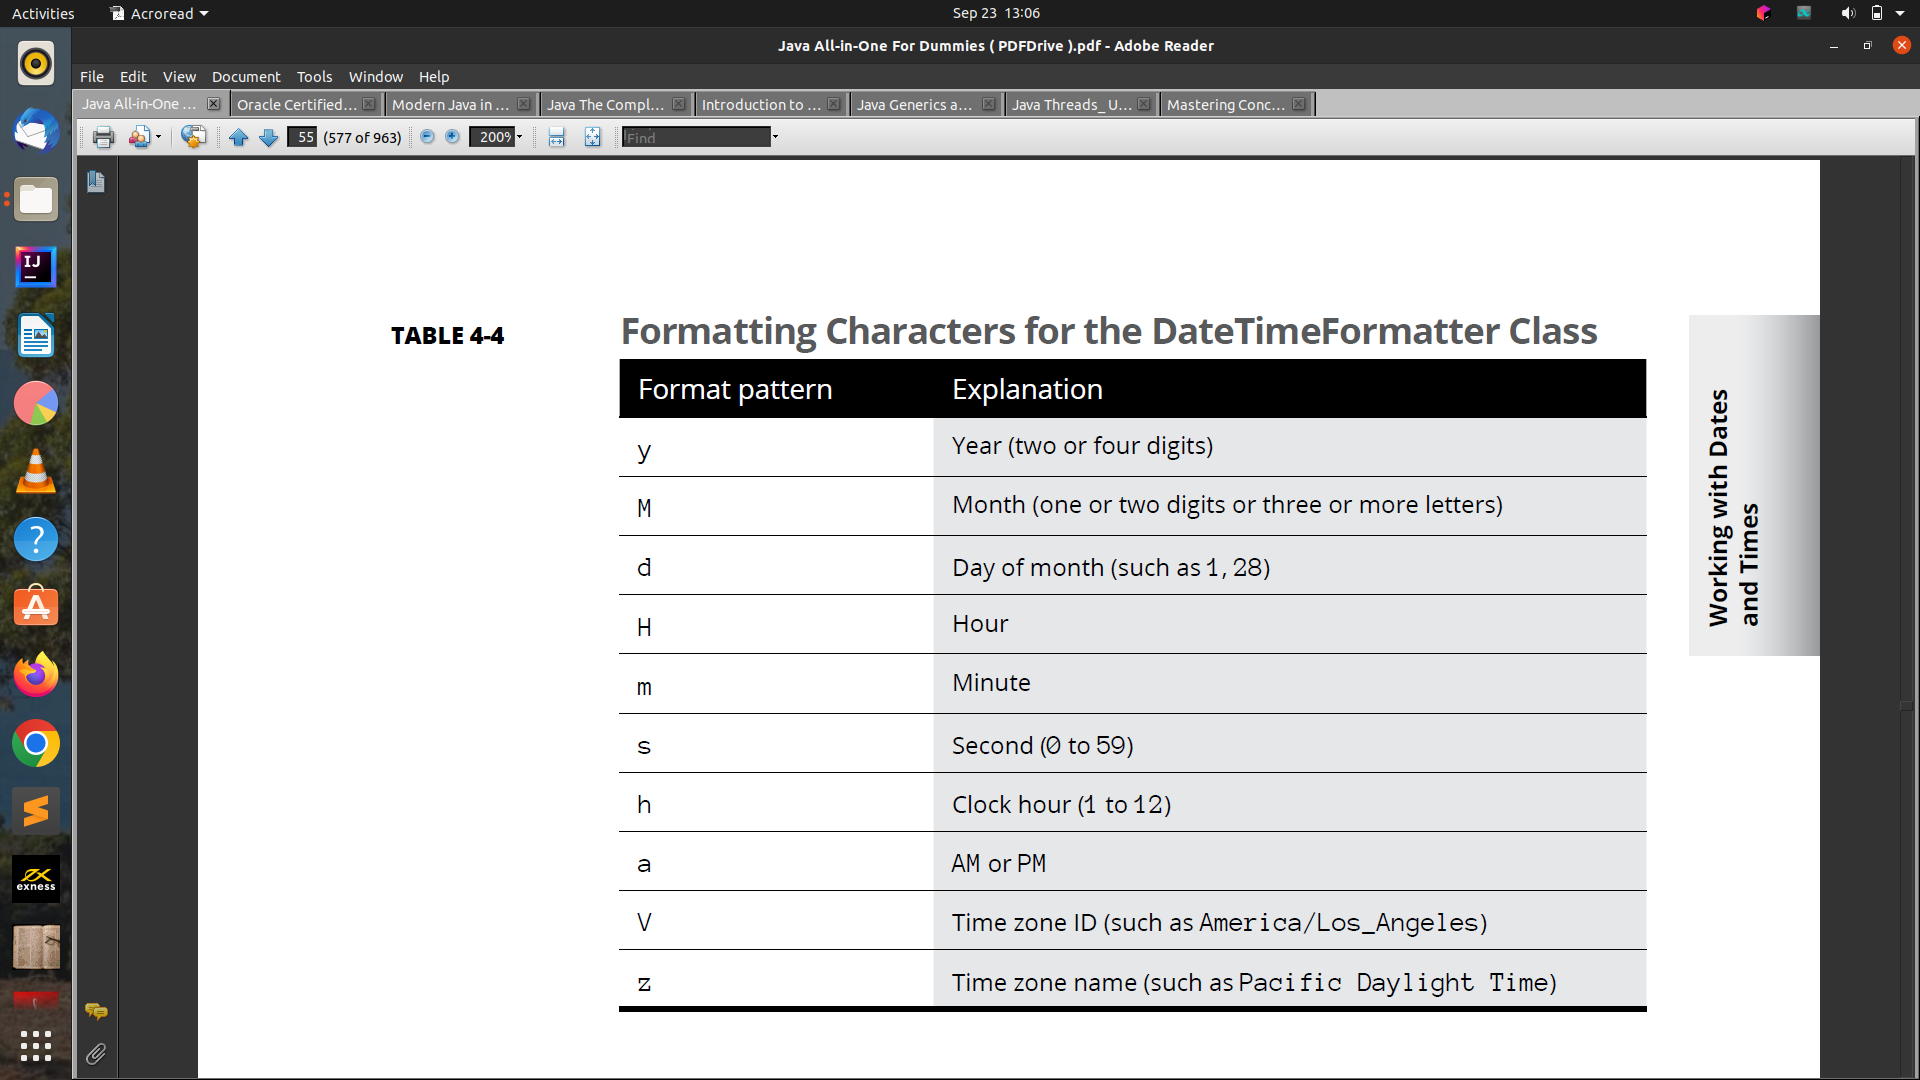 Activities
Acroread
Sep 23 13:06
Java All-in-One For Dummies ( PDFDrive ).pdf - Adobe Reader
File Edit View Document Tools Window Help
Java All-in-One ... Oracle Certified... Modern Java in ... Java The Compl... Introduction to ... Java Generics a... Java Threads_ U... Mastering Conc...
55 (577 of 963) 200% Find
IJ
TABLE 4-4 Formatting Characters for the DateTimeFormatter Class
Format pattern Explanation
y Year (two or four digits)
M Month (one or two digits or three or more letters)
d Day of month (such as 1, 28)
H Hour
m Minute
s Second (0 to 59)
h Clock hour (1 to 12)
a AM or PM
V Time zone ID (such as America/Los_Angeles)
z Time zone name (such as Pacific Daylight Time)
Working with Dates
and Times
exness